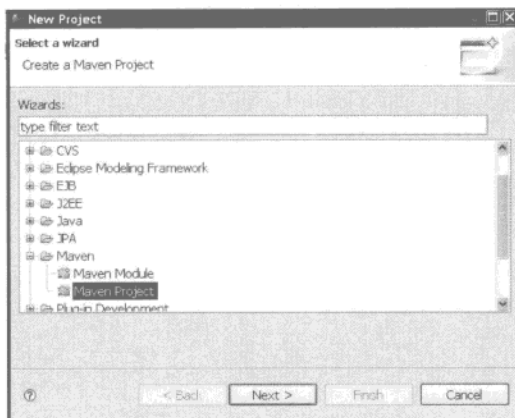 New Project
Select a wizard
Create a Maven Project
Wizards:
type filter text
CVS
Eclipse Modeling Framework
EJB
J2EE
Java
JPA
Maven
Maven Module
Maven Project
Plug-in Development
< Back
Next >
Finish
Cancel